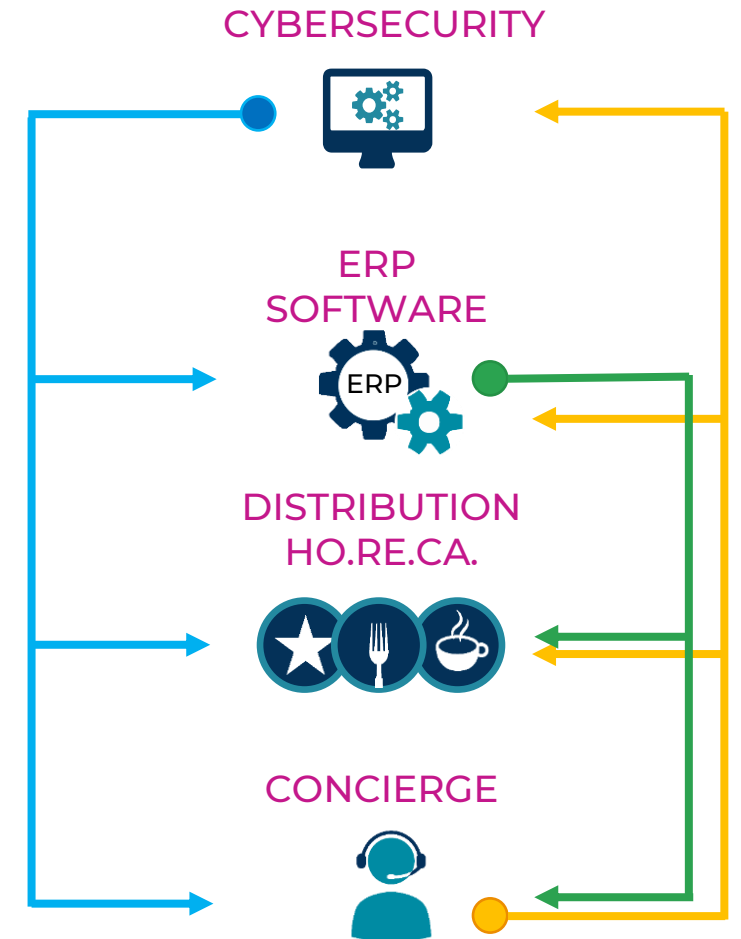 CYBERSECURITY
ERP
SOFTWARE
ERP
DISTRIBUTION
HO.RE.CA.
CONCIERGE